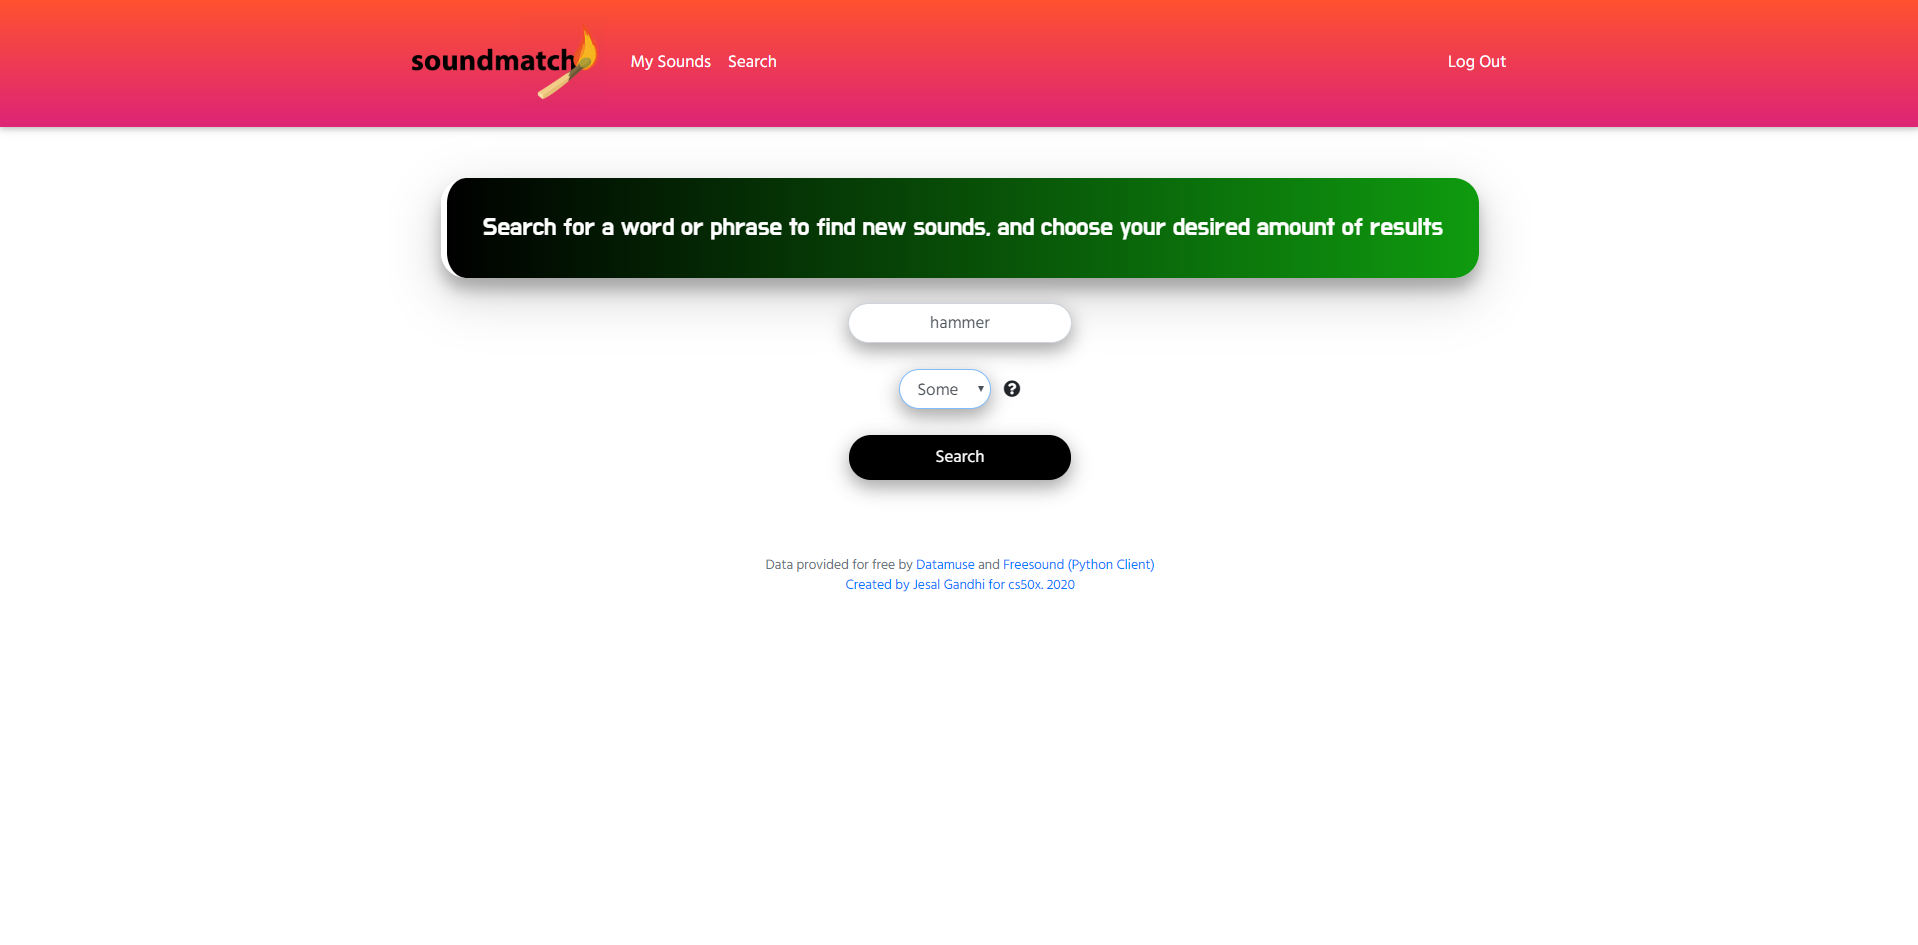 soundmatch My Sounds Search Log Out
Search for a word or phrase to find new sounds, and choose your desired amount of results
hammer
Some
Search
Data provided for free by Datamuse and Freesound (Python Client)
Created by Jesal Gandhi for cs50x. 2020